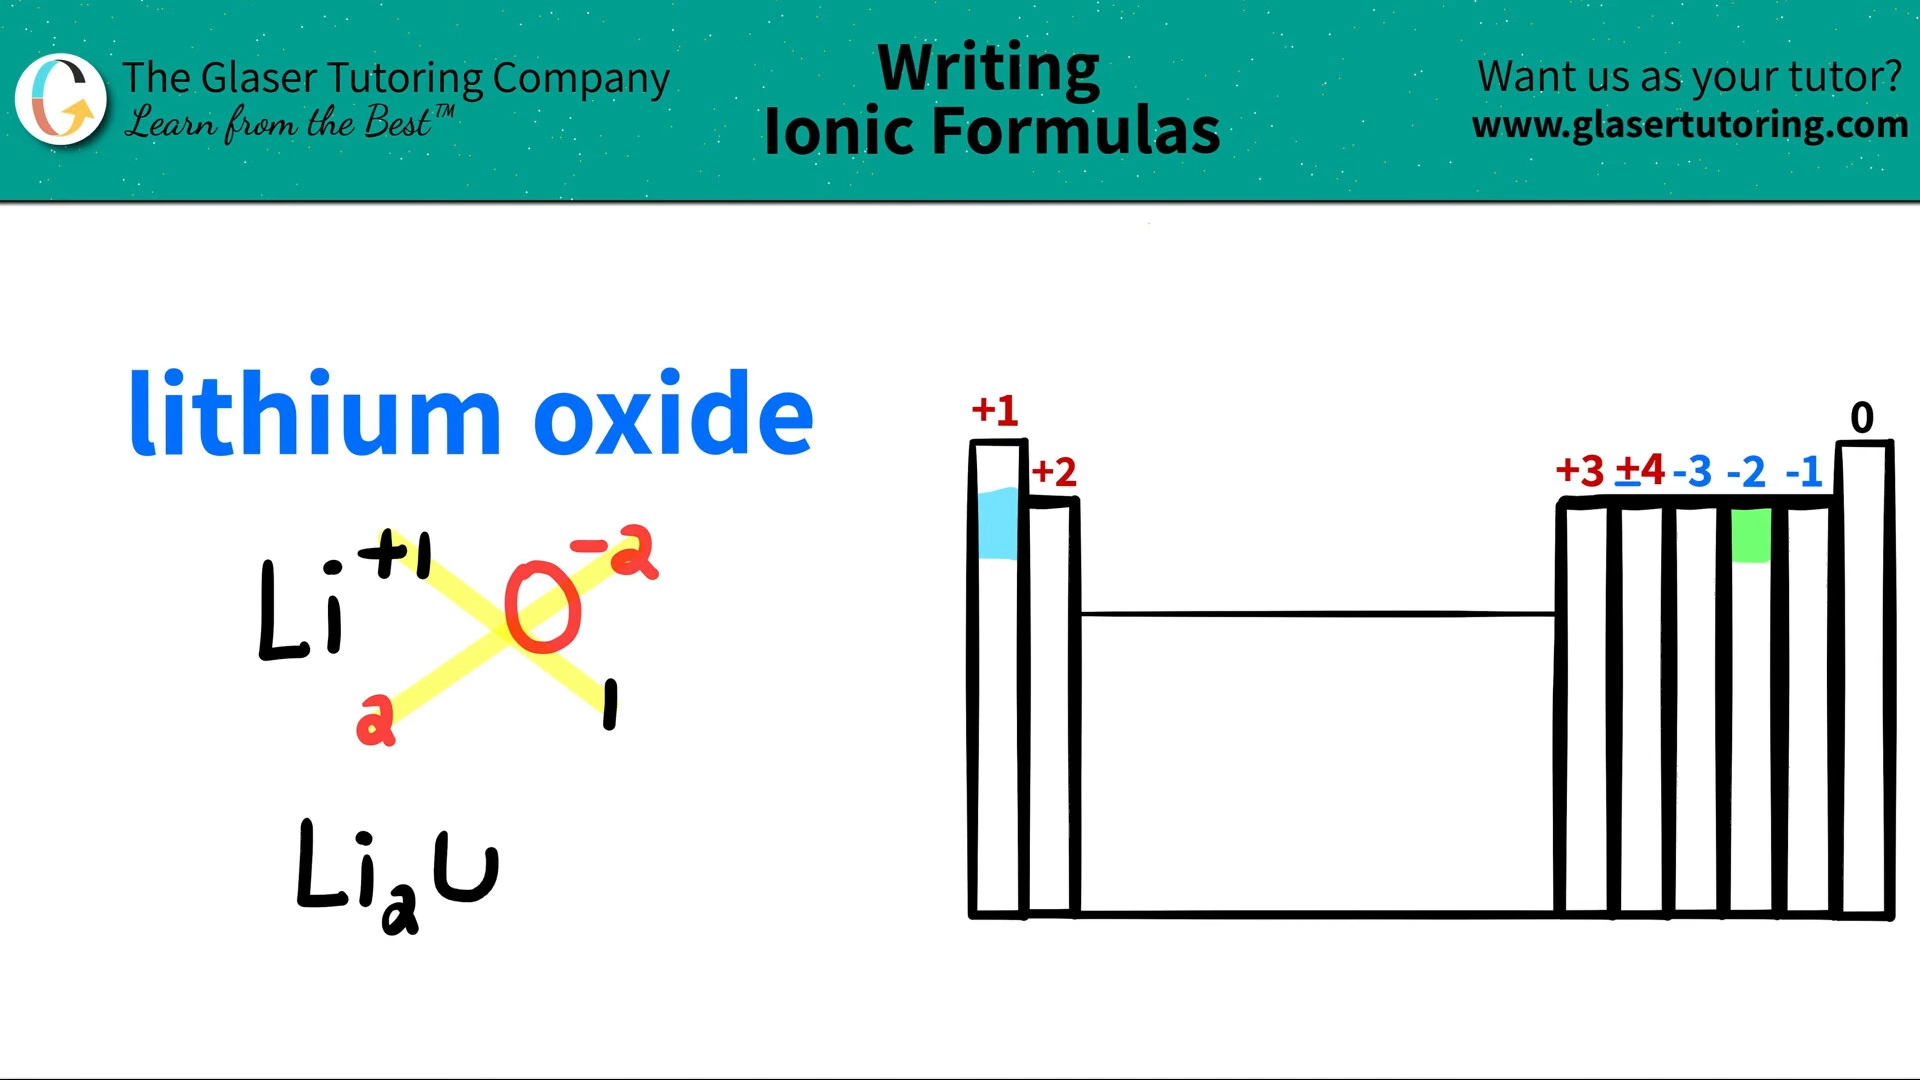 The Glaser Tutoring Company
Learn from the Best™
Writing
Ionic Formulas
Want us as your tutor?
www.glasertutoring.com
lithium oxide
Li+1 O-2
2 1
Li2U
+1 0
+2 +3 ±4 -3 -2 -1